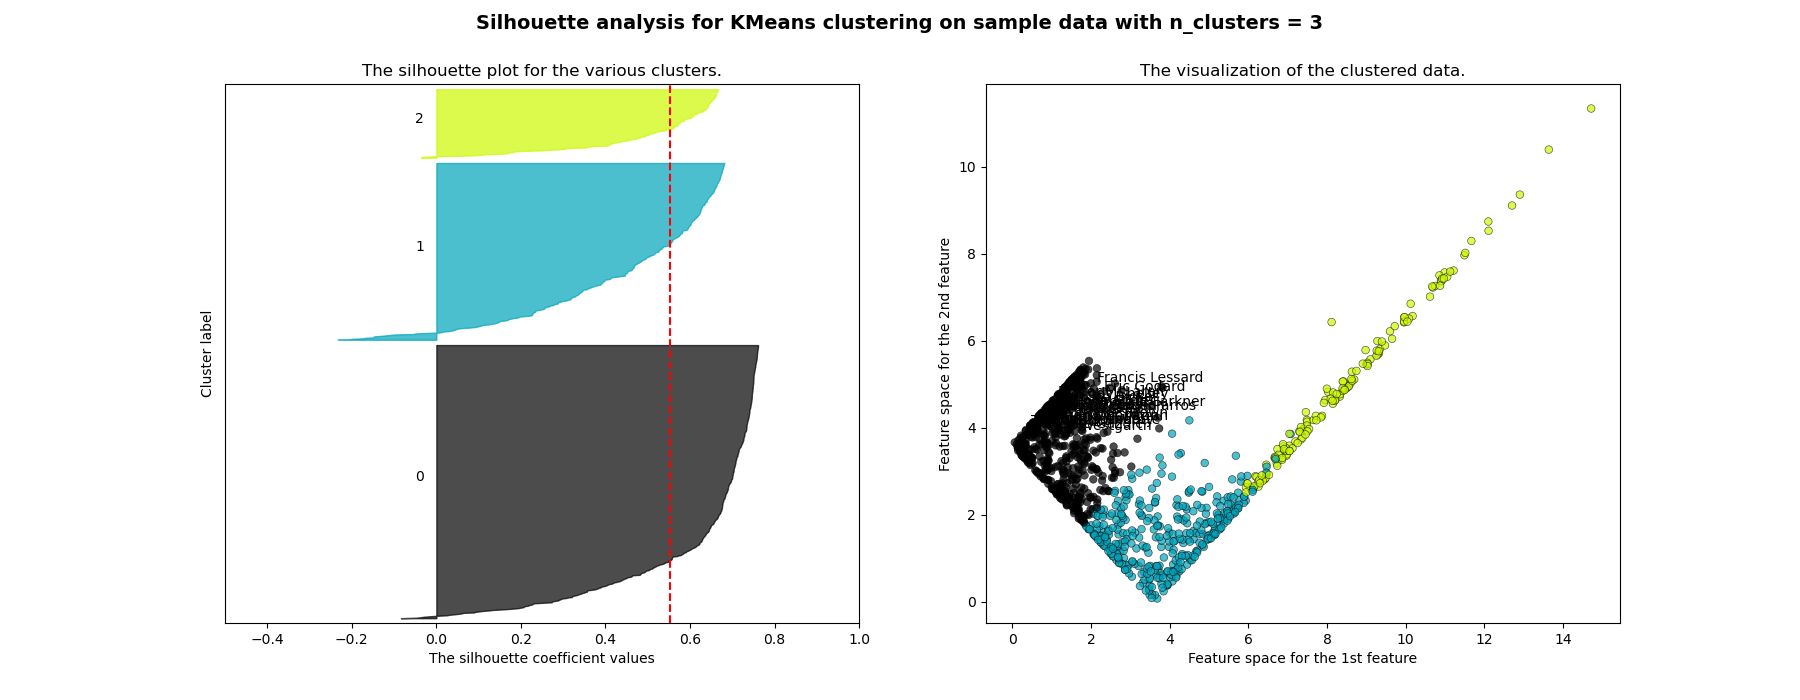 Silhouette analysis for KMeans clustering on sample data with n_clusters = 3
The silhouette plot for the various clusters.
2
1
0
Cluster label
−0.4 −0.2 0.0 0.2 0.4 0.6 0.8 1.0
The silhouette coefficient values
The visualization of the clustered data.
10
8
6
4
2
0
Feature space for the 2nd feature
Francis Lessard
0 2 4 6 8 10 12 14
Feature space for the 1st feature